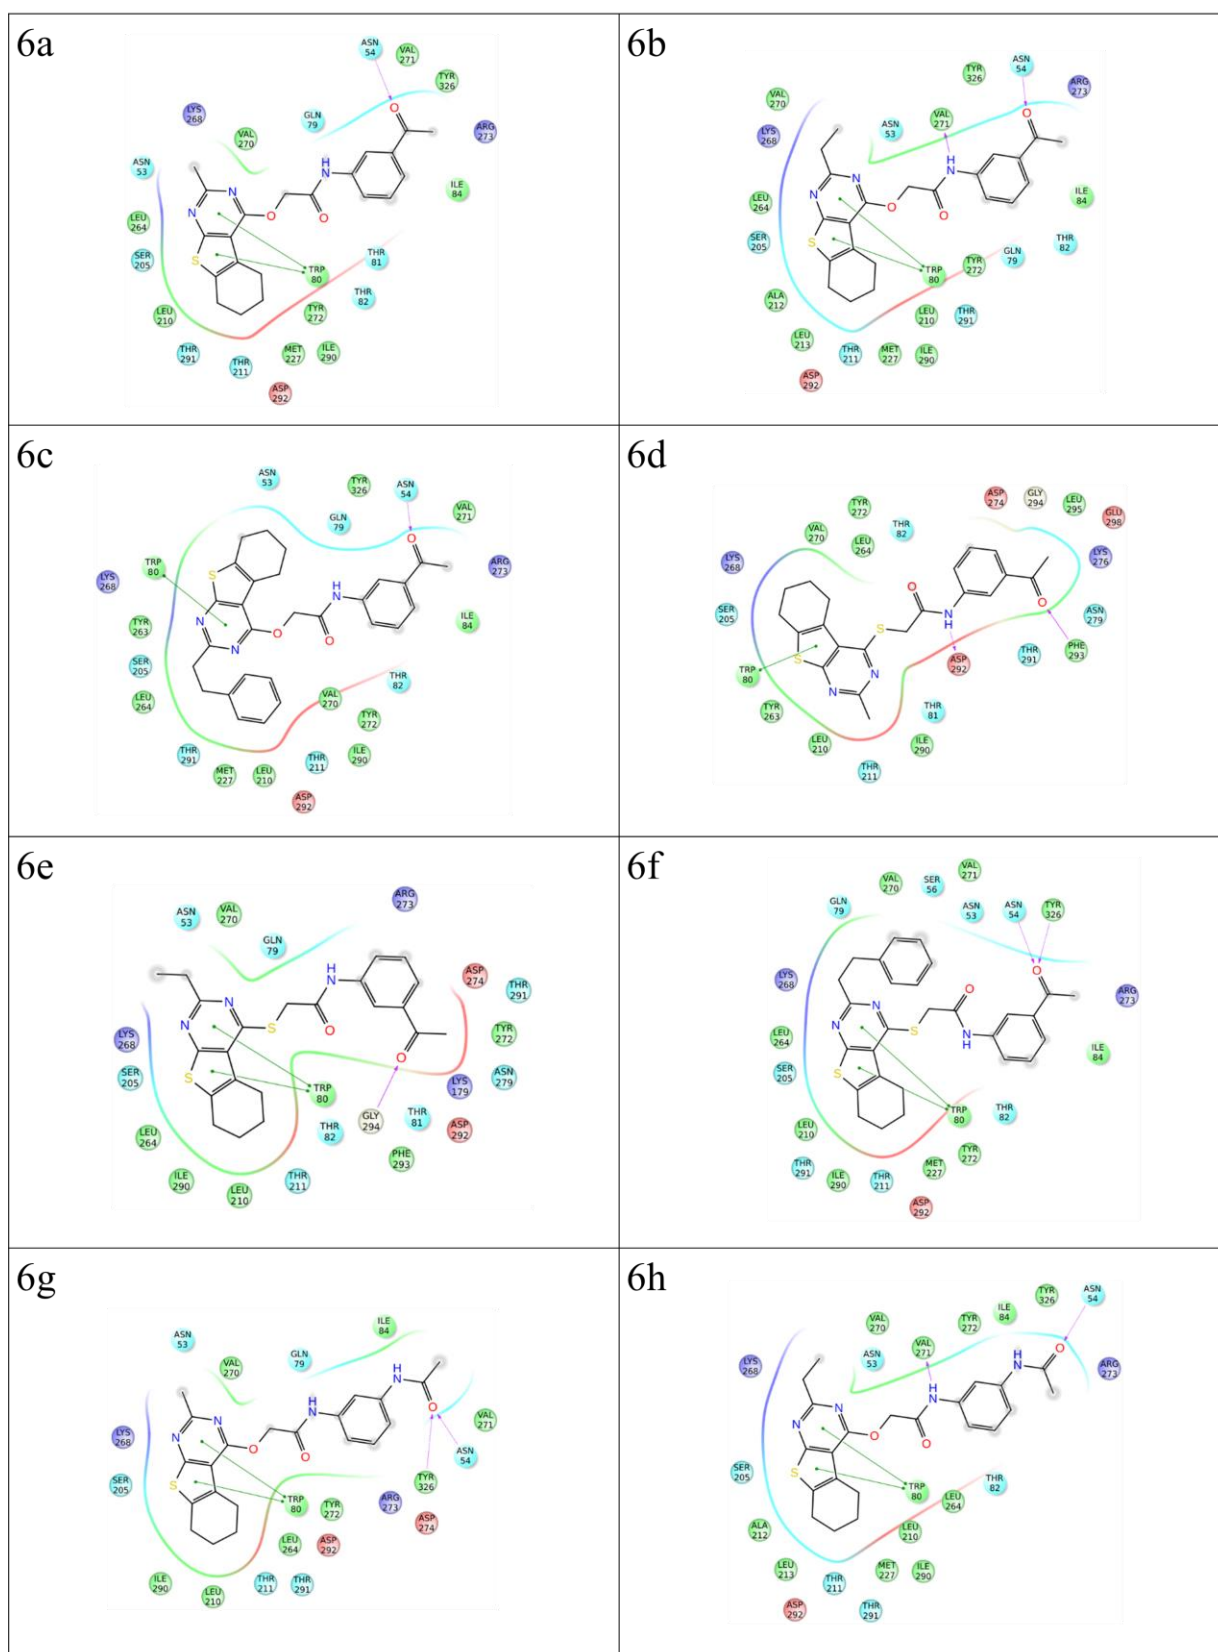 6a
ASN
54
VAL
271
TYR
326
LYS
268
GLN
79
ARG
273
VAL
270
ASN
53
O
H
N
ILE
84
N
N
LEU
264
O
O
SER
205
S
THR
81
TRP
80
THR
82
LEU
210
TYR
272
THR
291
MET
227
ILE
290
THR
211
ASP
292
6b
TYR
326
ASN
54
ARG
273
VAL
270
VAL
271
LYS
268
ASN
53
O
H
N
N
N
ILE
84
LEU
264
O
O
SER
205
S
THR
82
GLN
79
TYR
272
TRP
80
ALA
212
LEU
210
THR
291
LEU
213
THR
211
MET
227
ILE
290
ASP
292
6c
ASN
53
TYR
326
ASN
54
VAL
271
GLN
79
O
TRP
80
ARG
273
LYS
268
S
H
N
TYR
263
N
ILE
84
O
O
SER
205
N
LEU
264
THR
82
VAL
270
TYR
272
THR
291
ILE
290
MET
227
LEU
210
THR
211
ASP
292
6d
TYR
272
ASP
274
GLY
294
LEU
295
GLU
298
VAL
270
THR
82
LEU
264
LYS
268
LYS
276
O
O
SER
205
N
H
ASN
279
S
S
PHE
293
THR
291
ASP
292
TRP
80
N
N
TYR
263
THR
81
LEU
210
ILE
290
THR
211
6e
ARG
273
ASN
53
VAL
270
GLN
79
ASP
274
THR
291
H
N
N
N
S
O
TYR
272
LYS
268
O
SER
205
S
ASN
279
LYS
179
TRP
80
GLY
294
THR
81
ASP
292
THR
82
LEU
264
PHE
293
ILE
290
LEU
210
THR
211
6f
VAL
270
SER
56
VAL
271
GLN
79
ASN
53
ASN
54
TYR
326
LYS
268
O
O
ARG
273
N
N
S
N
H
LEU
264
ILE
84
SER
205
S
TRP
80
THR
82
LEU
210
TYR
272
THR
291
ILE
290
THR
211
MET
227
ASP
292
6g
ILE
84
ASN
53
GLN
79
VAL
270
H
N
H
N
O
VAL
271
LYS
268
N
N
O
O
ASN
54
SER
205
S
TYR
326
TRP
80
TYR
272
ARG
273
ASP
274
LEU
264
ASP
292
ILE
290
LEU
210
THR
211
THR
291
6h
ILE
84
TYR
326
ASN
54
VAL
270
TYR
272
VAL
271
LYS
268
ASN
53
H
N
O
ARG
273
H
N
N
N
O
O
SER
205
S
THR
82
TRP
80
LEU
264
ALA
212
LEU
210
LEU
213
THR
211
MET
227
ILE
290
ASP
292
THR
291